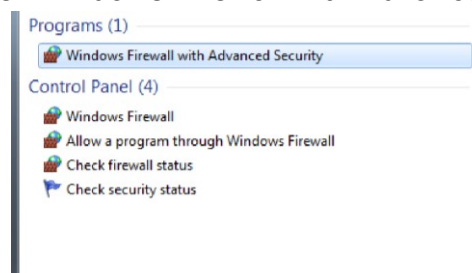 Programs (1)
Windows Firewall with Advanced Security
Control Panel (4)
Windows Firewall
Allow a program through Windows Firewall
Check firewall status
Check security status